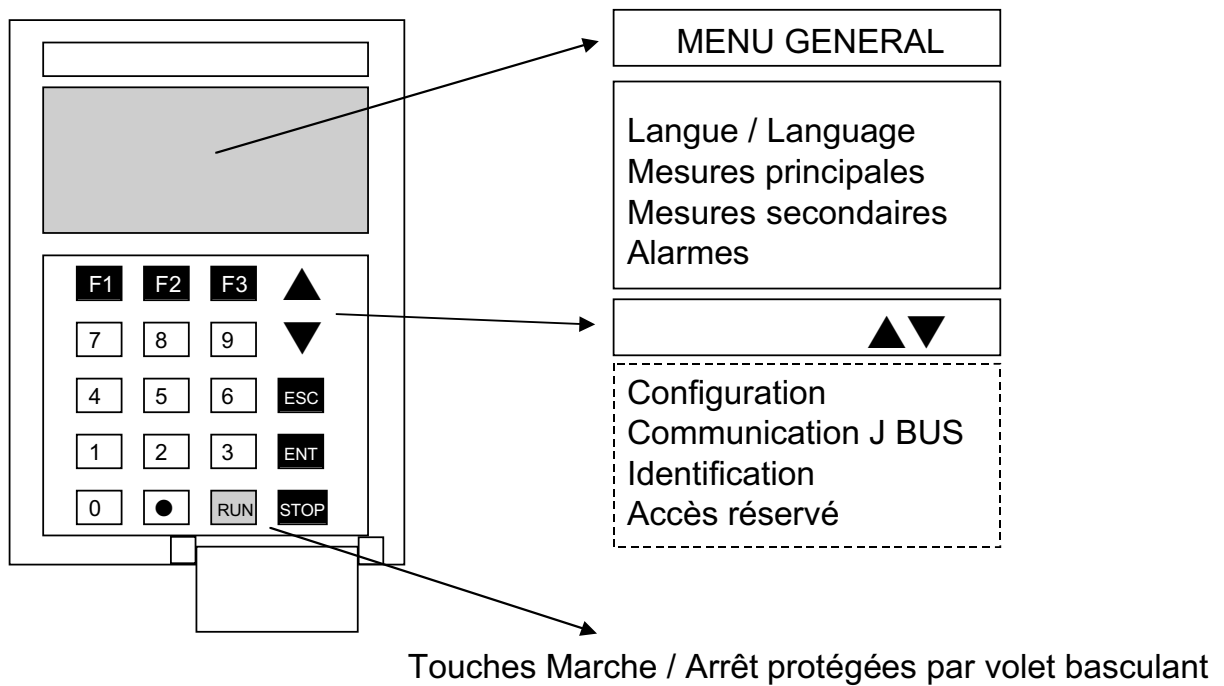 MENU GENERAL
Langue / Language
Mesures principales
Mesures secondaires
Alarmes
F1 F2 F3 ▲
7 8 9 ▼
▲▼
4 5 6 ESC
1 2 3 ENT
0 ● RUN STOP
Configuration
Communication J BUS
Identification
Accès réservé
Touches Marche / Arrêt protégées par volet basculant